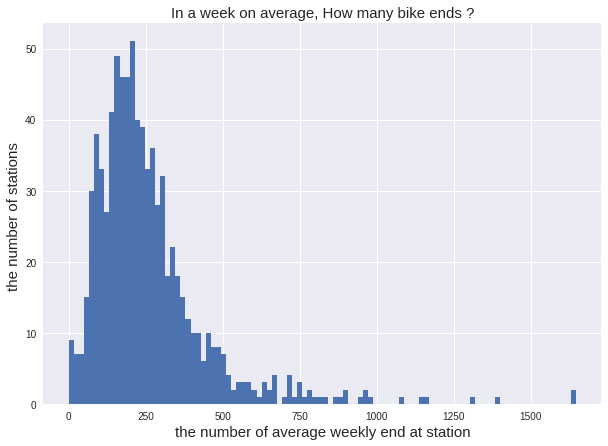 In a week on average, How many bike ends ?
the number of stations
50
40
30
20
10
0
0 250 500 750 1000 1250 1500
the number of average weekly end at station